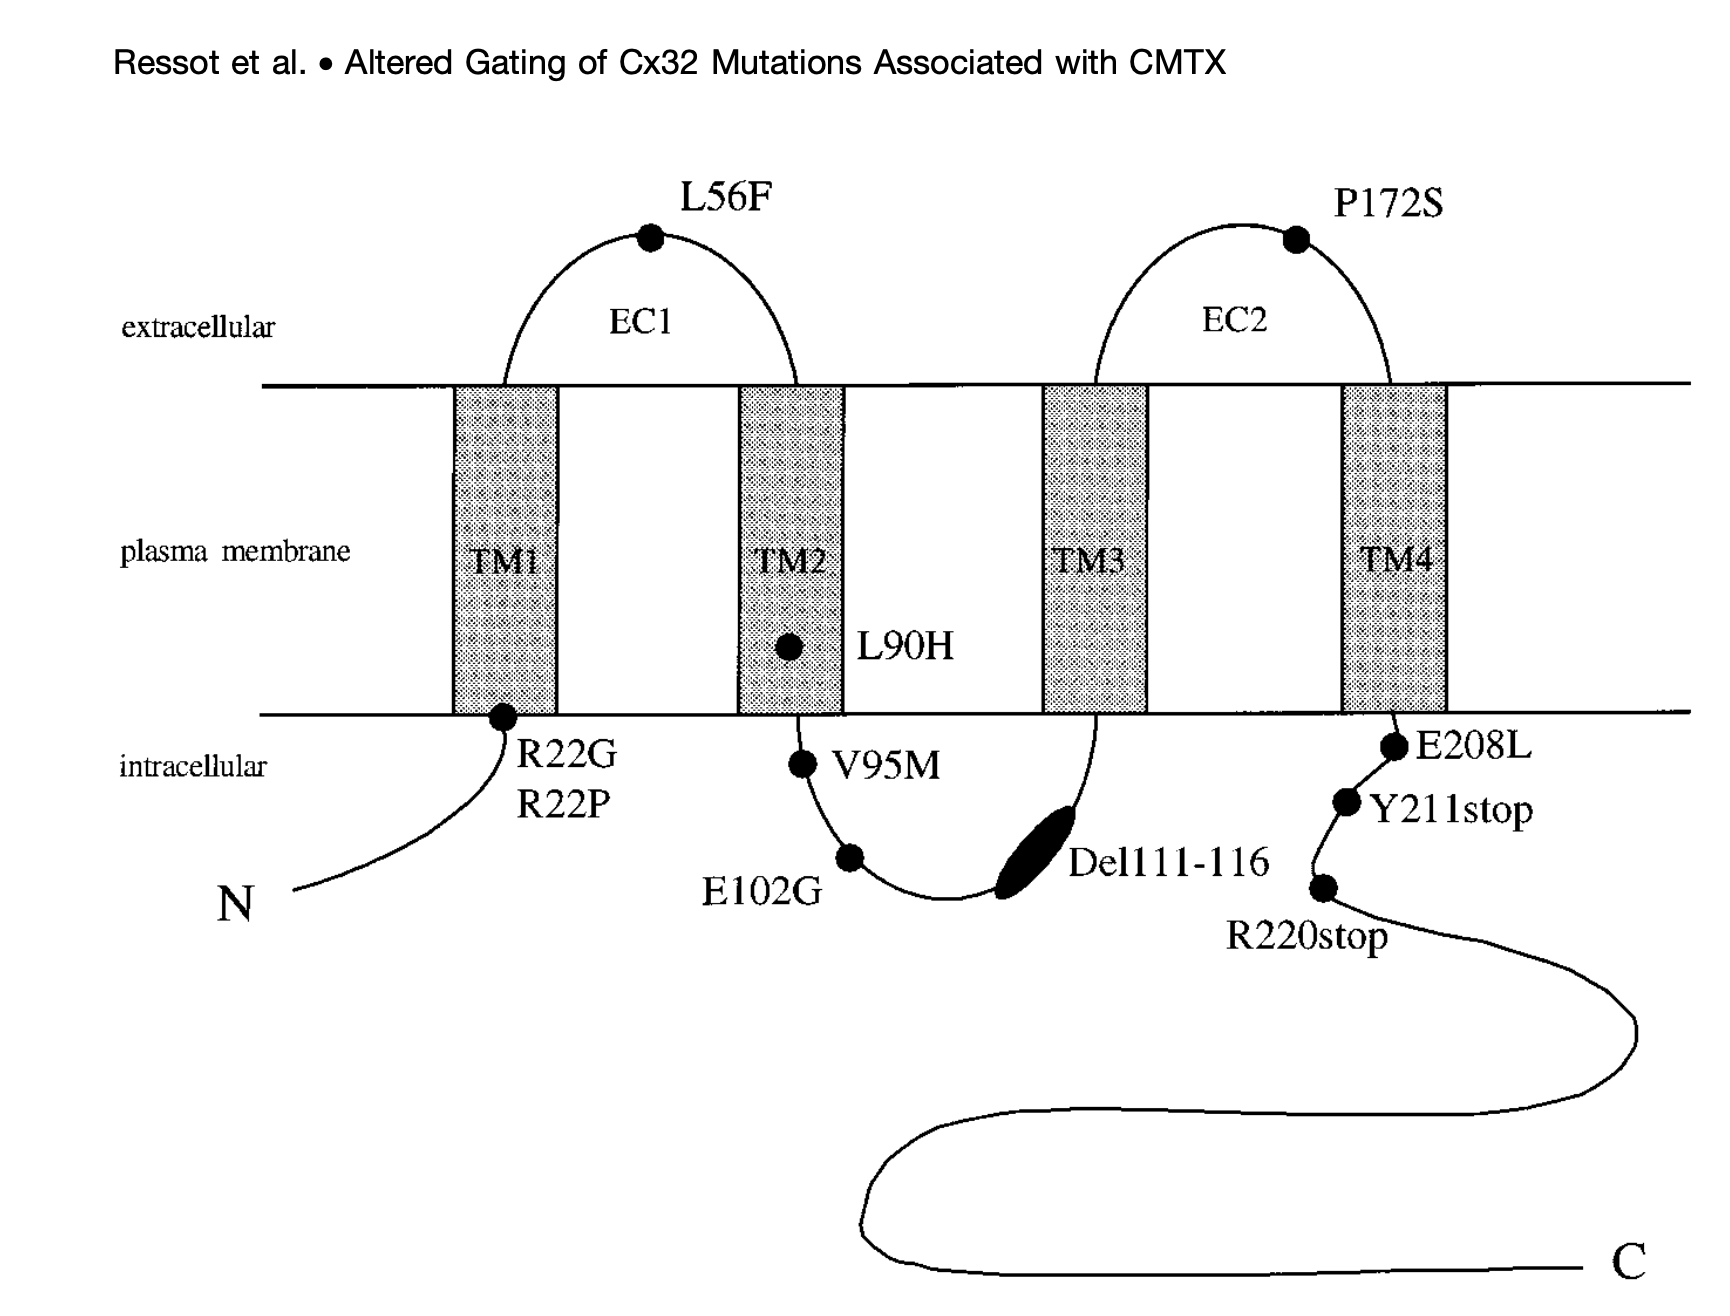 Ressot et al. • Altered Gating of Cx32 Mutations Associated with CMTX
L56F
P172S
EC1
EC2
extracellular
plasma membrane
TM1
TM2
TM3
TM4
L90H
intracellular
R22G
R22P
V95M
E208L
Y211stop
E102G
Del111-116
N
R220stop
C